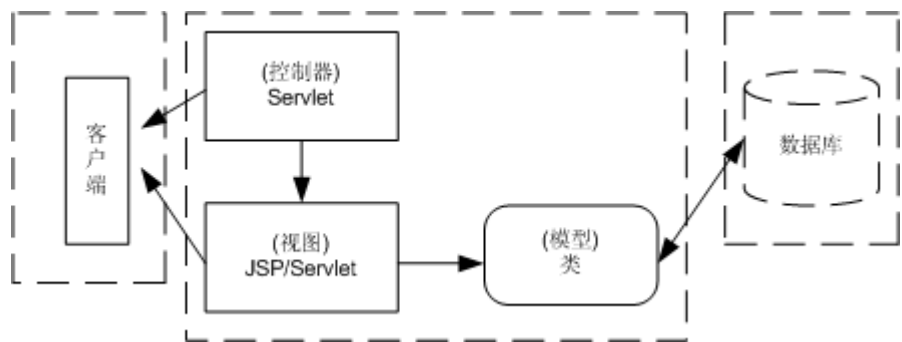 客户端
(控制器)
Servlet
(视图)
JSP/Servlet
(模型)
类
数据库